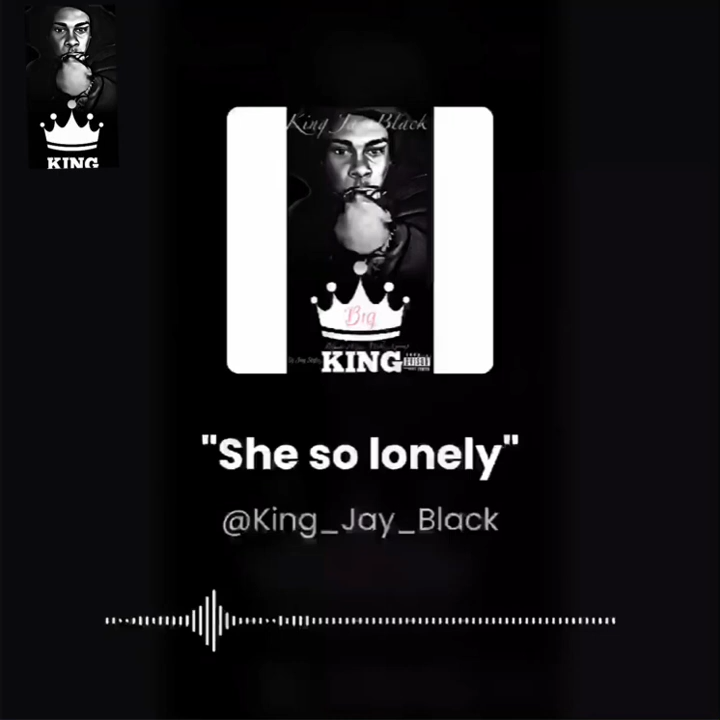 KING
King Jay Black
Big
KING
"She so lonely"
@King_Jay_Black